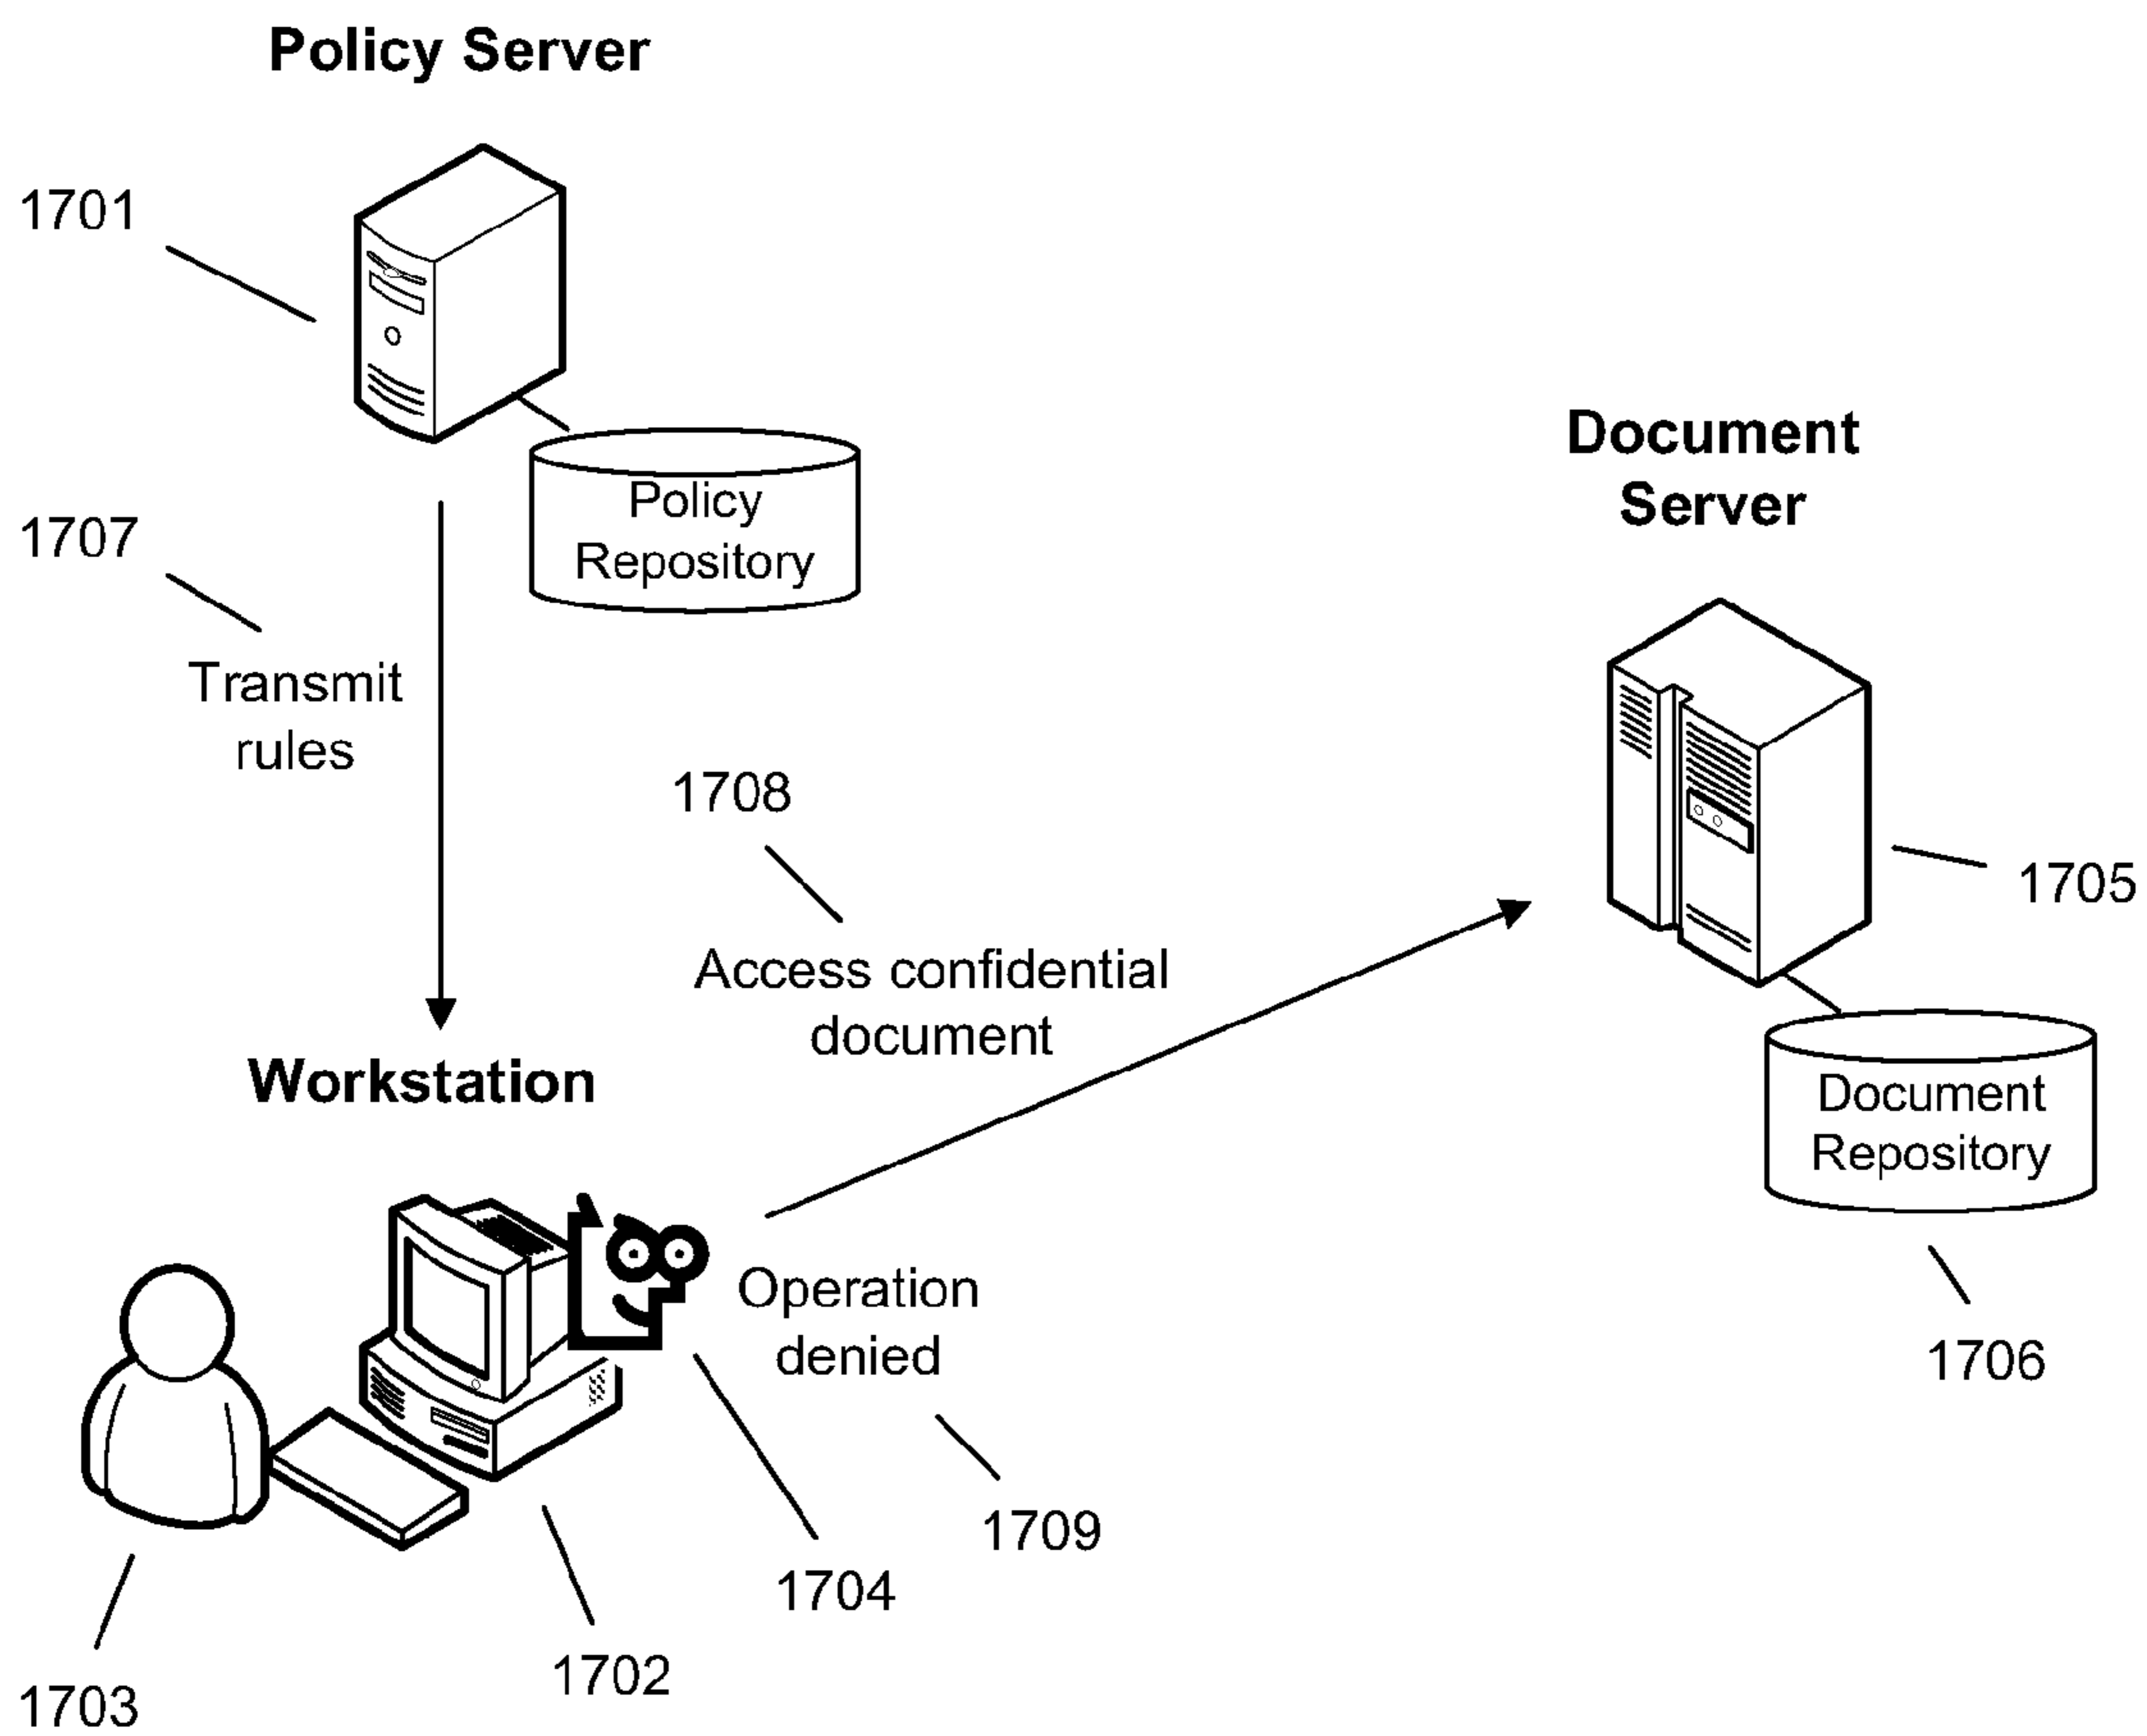 Policy Server
1701
Policy
Repository
1707
Transmit
rules
Document
Server
1708
1705
Access confidential
document
Workstation
Document
Repository
Operation
denied
1706
1709
1704
1702
1703